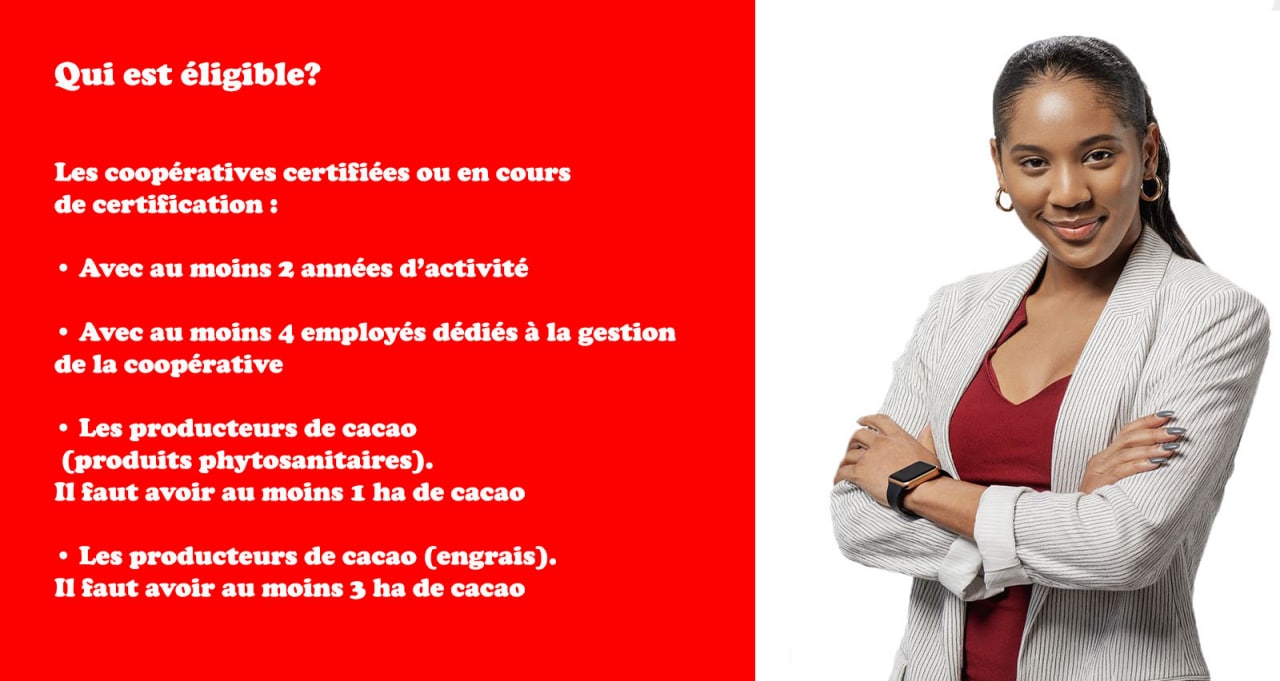 Qui est éligible?
Les coopératives certifiées ou en cours
de certification :
• Avec au moins 2 années d’activité
• Avec au moins 4 employés dédiés à la gestion
de la coopérative
• Les producteurs de cacao
(produits phytosanitaires).
Il faut avoir au moins 1 ha de cacao
• Les producteurs de cacao (engrais).
Il faut avoir au moins 3 ha de cacao